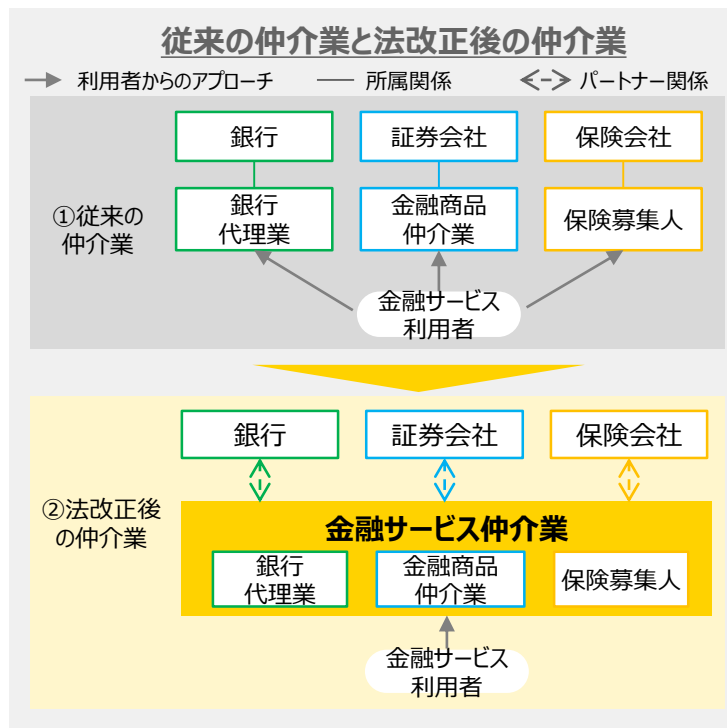 従来の仲介業と法改正後の仲介業
利用者からのアプローチ
所属関係
パートナー関係
銀行
証券会社
保険会社
①従来の
仲介業
銀行
代理業
金融商品
仲介業
保険募集人
金融サービス
利用者
銀行
証券会社
保険会社
②法改正後
の仲介業
金融サービス仲介業
銀行
代理業
金融商品
仲介業
保険募集人
金融サービス
利用者